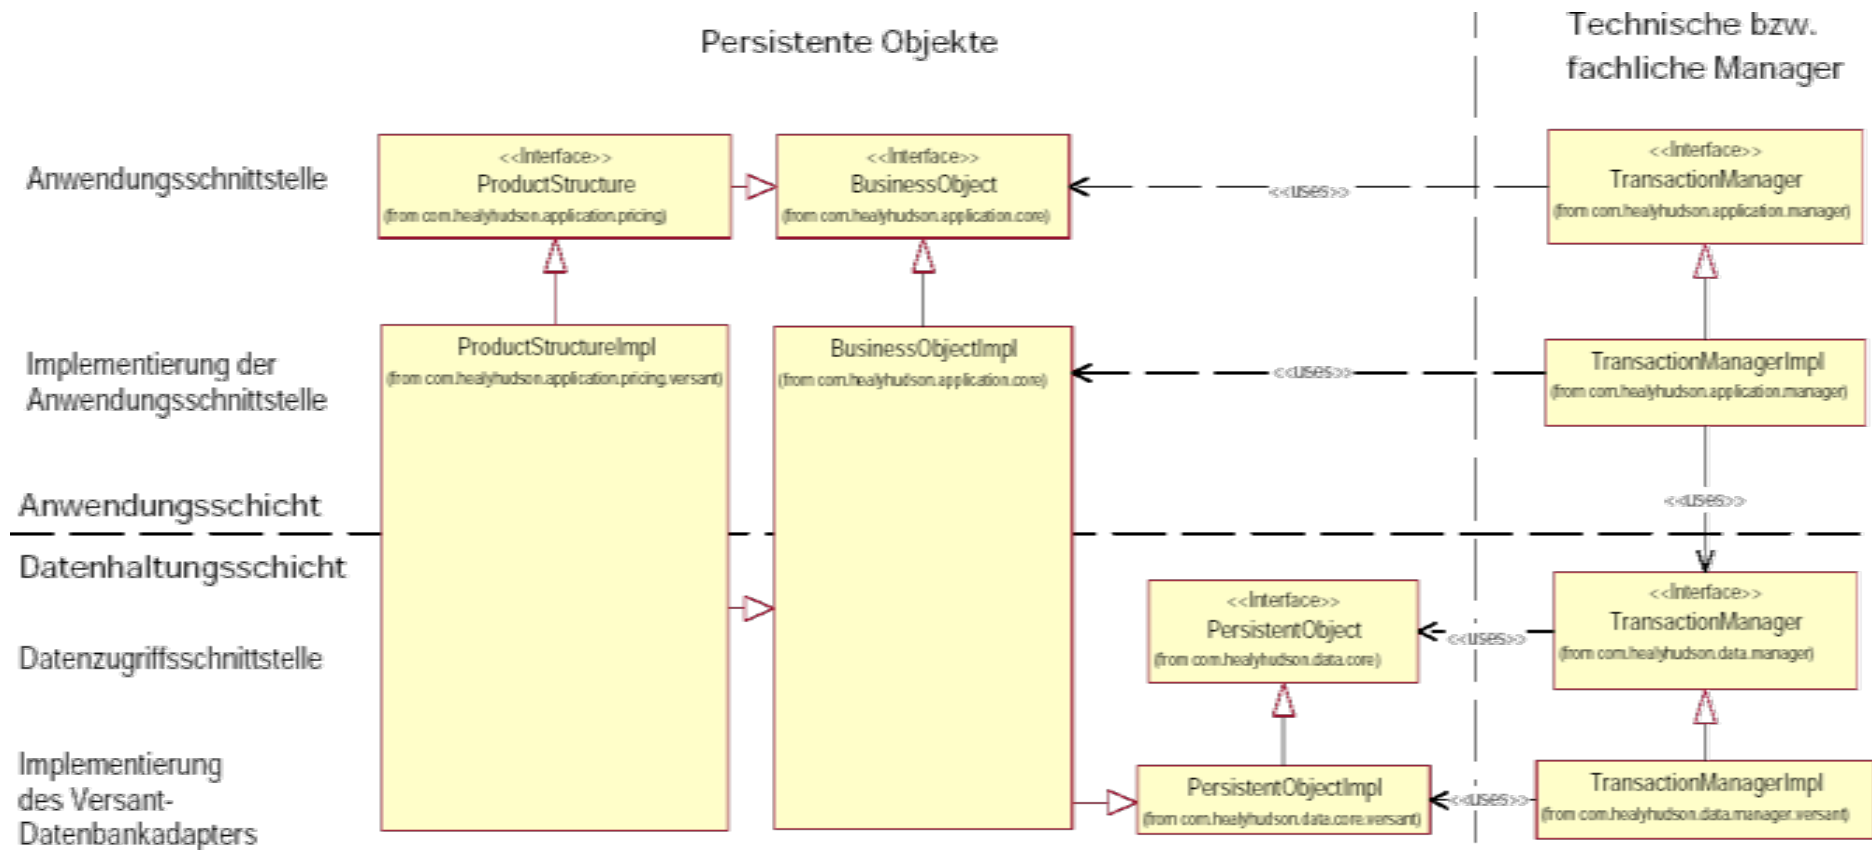 Persistente Objekte
Technische bzw.
fachliche Manager
Anwendungsschnittstelle
<<Interface>>
ProductStructure
(from com.healyhudson.application.pricing)
<<Interface>>
BusinessObject
(from com.healyhudson.application.core)
<<uses>>
<<Interface>>
TransactionManager
(from com.healyhudson.application.manager)
Implementierung der
Anwendungsschnittstelle
ProductStructureImpl
(from com.healyhudson.application.pricing.versant)
BusinessObjectImpl
(from com.healyhudson.application.core)
<<uses>>
TransactionManagerImpl
(from com.healyhudson.application.manager)
<<uses>>
Anwendungsschicht
Datenhaltungsschicht
Datenzugriffsschnittstelle
<<Interface>>
PersistentObject
(from com.healyhudson.data.core)
<<uses>>
<<Interface>>
TransactionManager
(from com.healyhudson.data.manager)
Implementierung
des Versant-
Datenbankadapters
PersistentObjectImpl
(from com.healyhudson.data.core.versant)
<<uses>>
TransactionManagerImpl
(from com.healyhudson.data.manager.versant)